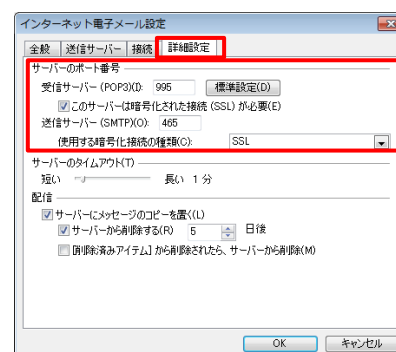 インターネット電子メール設定
全般 送信サーバー 接続 詳細設定
サーバーのポート番号
受信サーバー (POP3)(I): 995 標準設定(D)
このサーバーは暗号化された接続 (SSL) が必要(E)
送信サーバー (SMTP)(O): 465
使用する暗号化接続の種類(C): SSL
サーバーのタイムアウト(T)
短い 長い 1 分
配信
サーバーにメッセージのコピーを置く(L)
サーバーから削除する(R) 5 日後
[削除済みアイテム] から削除されたら、サーバーから削除(M)
OK キャンセル